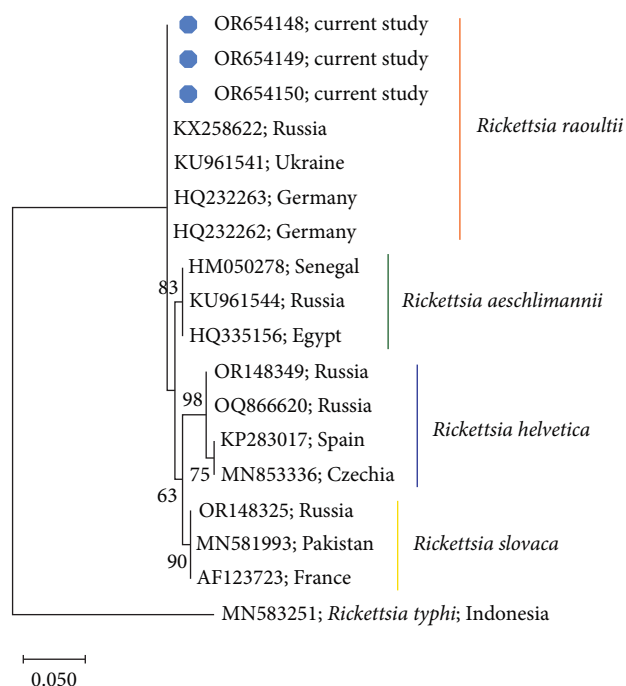 OR654148; current study
OR654149; current study
OR654150; current study
KX258622; Russia
Rickettsia raoultii
KU961541; Ukraine
HQ232263; Germany
HQ232262; Germany
HM050278; Senegal
83
KU961544; Russia
Rickettsia aeschlimannii
HQ335156; Egypt
OR148349; Russia
98
OQ866620; Russia
Rickettsia helvetica
KP283017; Spain
75
MN853336; Czechia
63
OR148325; Russia
MN581993; Pakistan
Rickettsia slovaca
90
AF123723; France
MN583251; Rickettsia typhi; Indonesia
0.050